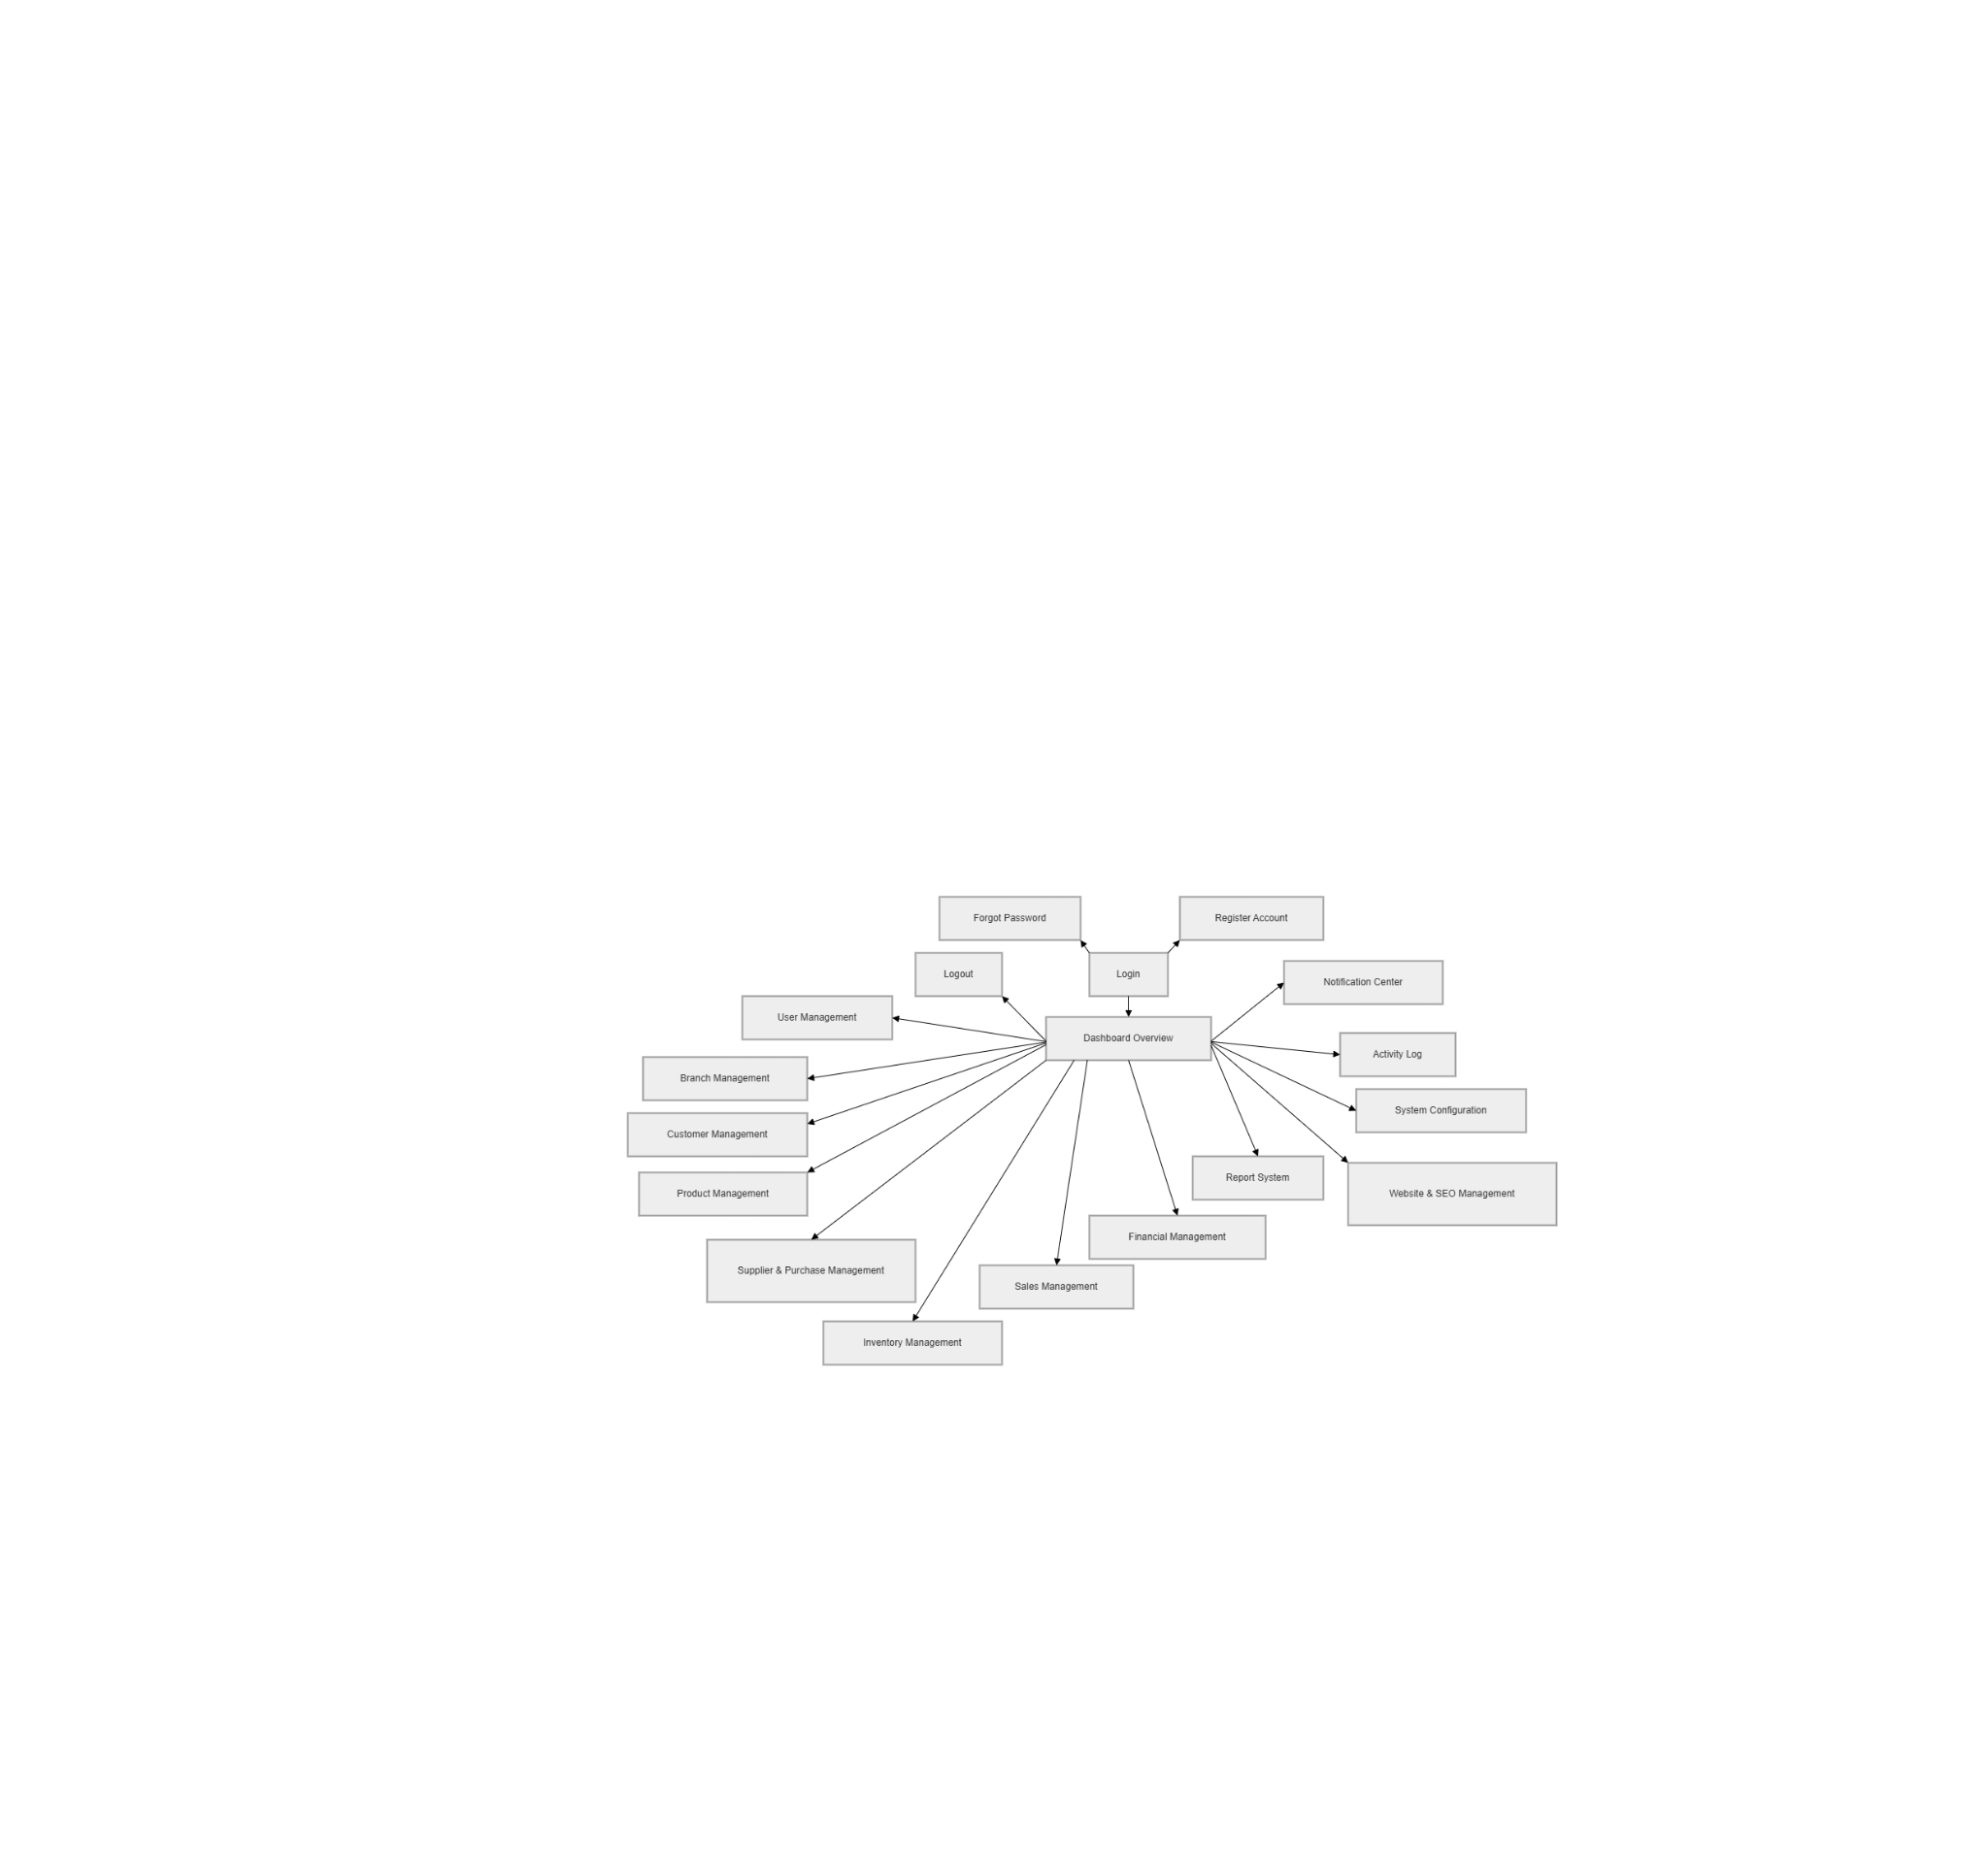 Forgot Password
Register Account
Logout
Login
Notification Center
User Management
Dashboard Overview
Activity Log
Branch Management
System Configuration
Customer Management
Report System
Product Management
Website & SEO Management
Financial Management
Supplier & Purchase Management
Sales Management
Inventory Management